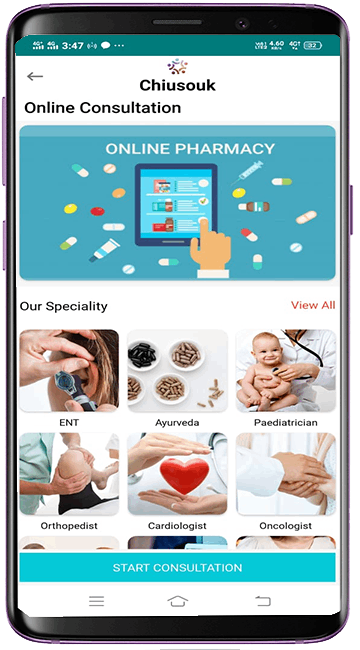 3:47
4.60
KB/s
4G
32
Chiusouk
Online Consultation
ONLINE PHARMACY
Our Speciality View All
ENT Ayurveda Paediatrician
Orthopedist Cardiologist Oncologist
START CONSULTATION